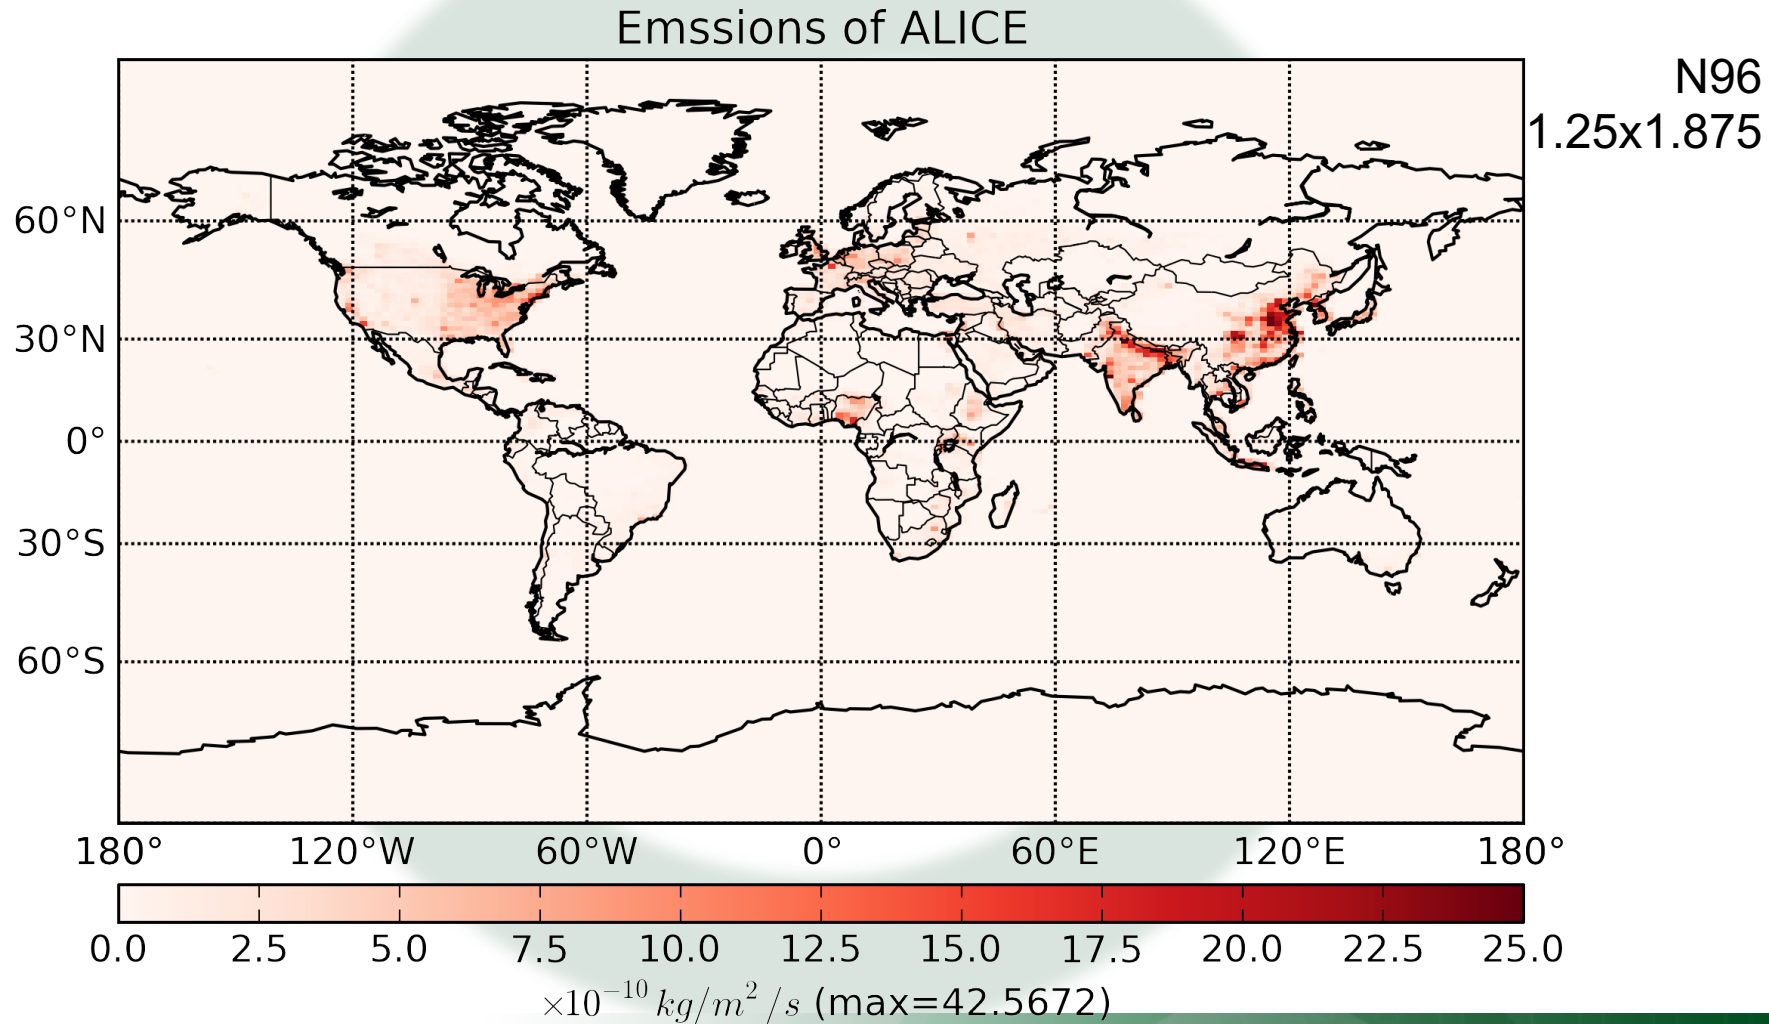 Emssions of ALICE
N96
1.25x1.875
60°N
30°N
0°
30°S
60°S
180° 120°W 60°W 0° 60°E 120°E 180°
0.0 2.5 5.0 7.5 10.0 12.5 15.0 17.5 20.0 22.5 25.0
×10⁻¹⁰ kg/m² /s (max=42.5672)